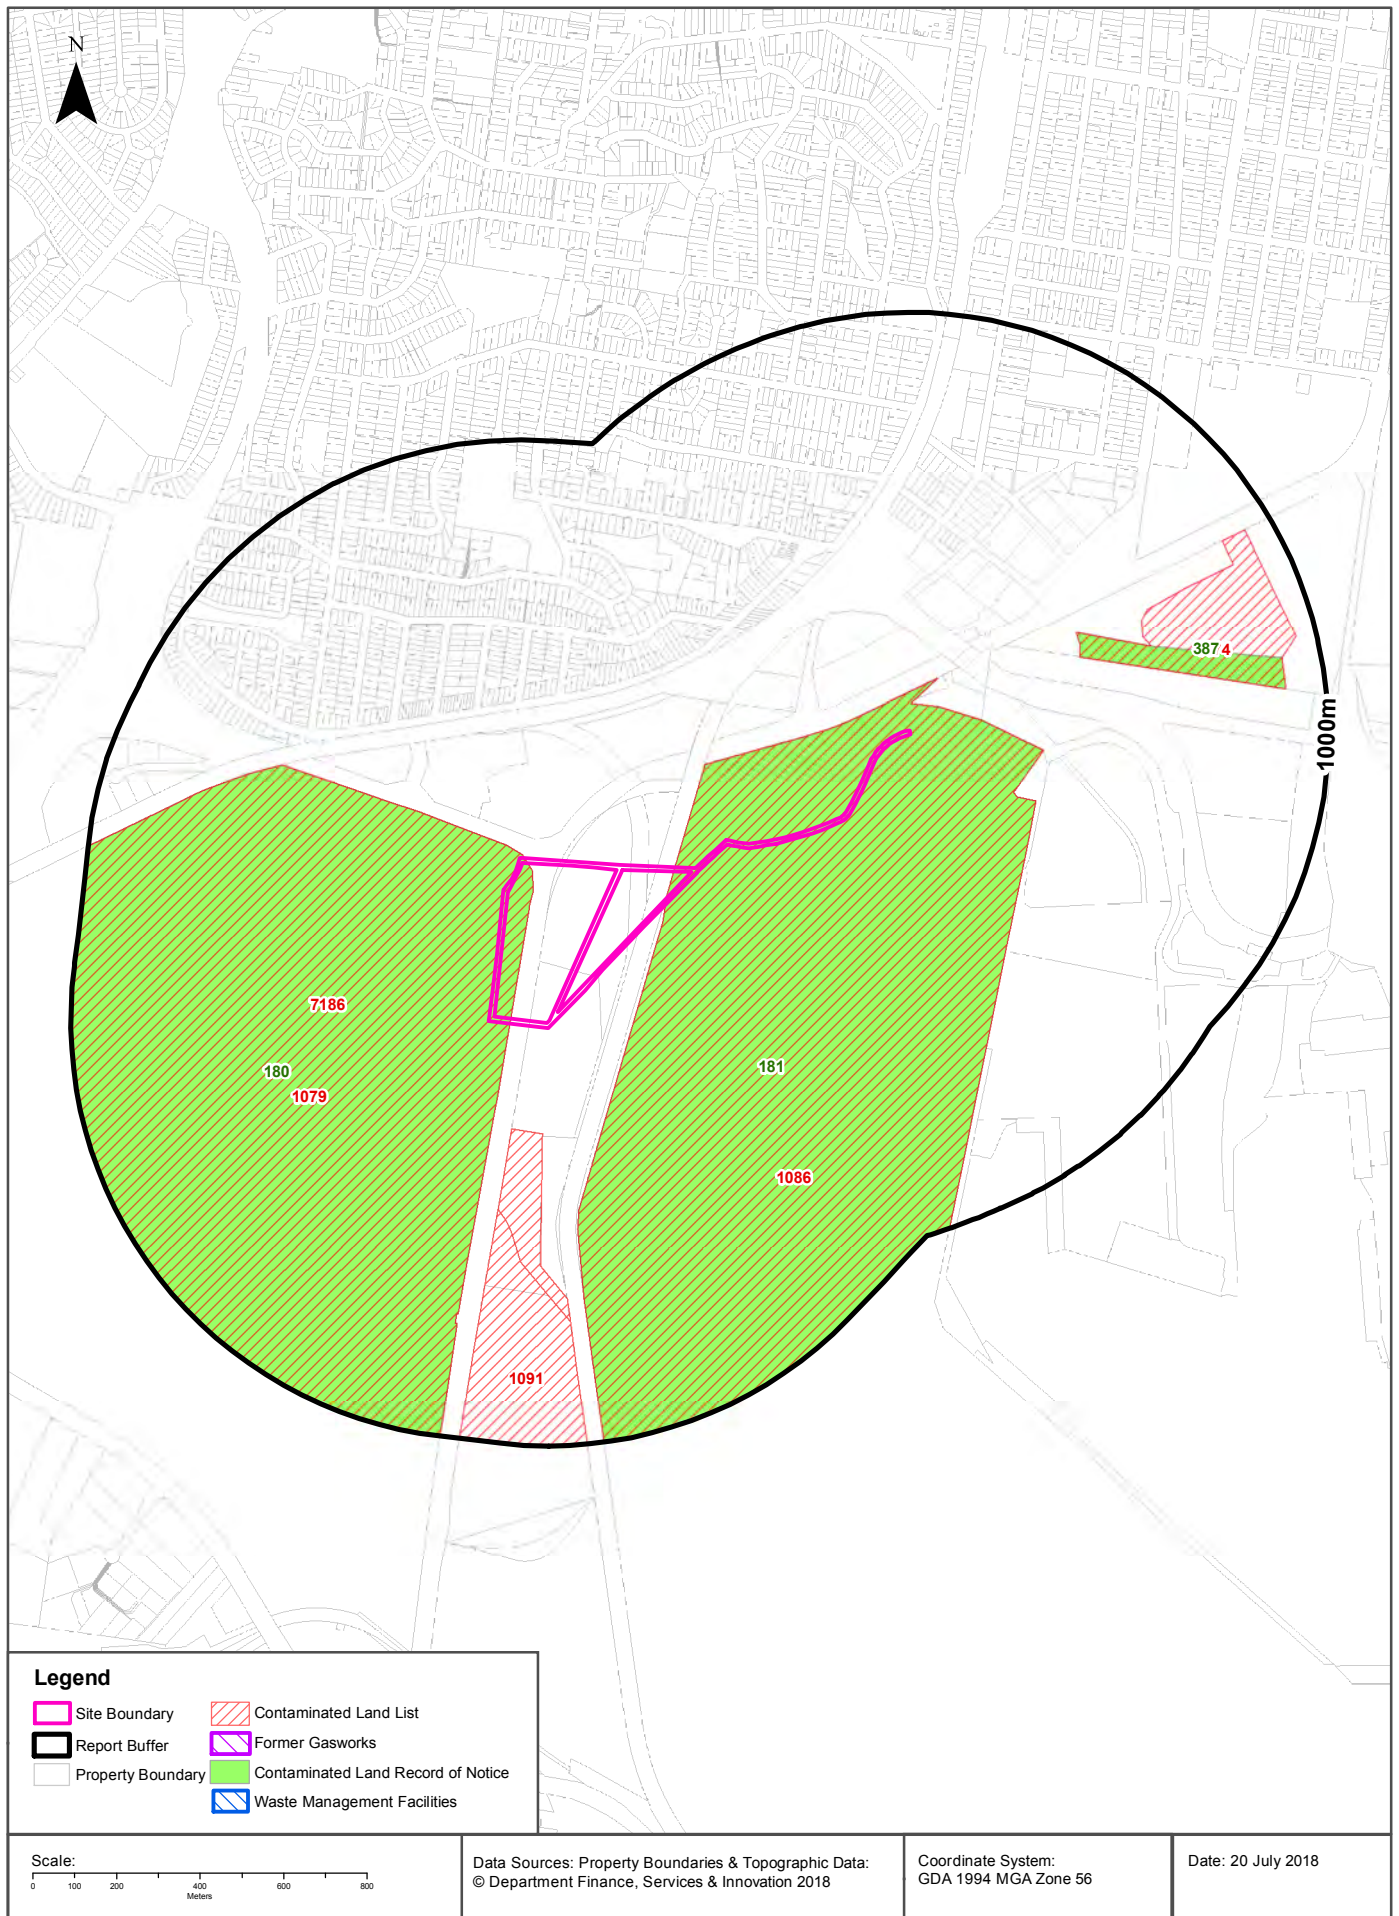 N
387 4
1000m
7186
180
1079
181
1086
1091
Legend
Site Boundary
Report Buffer
Property Boundary
Contaminated Land List
Former Gasworks
Contaminated Land Record of Notice
Waste Management Facilities
Scale:
0 100 200 400 600 800
Meters
Data Sources: Property Boundaries & Topographic Data:
© Department Finance, Services & Innovation 2018
Coordinate System:
GDA 1994 MGA Zone 56
Date: 20 July 2018